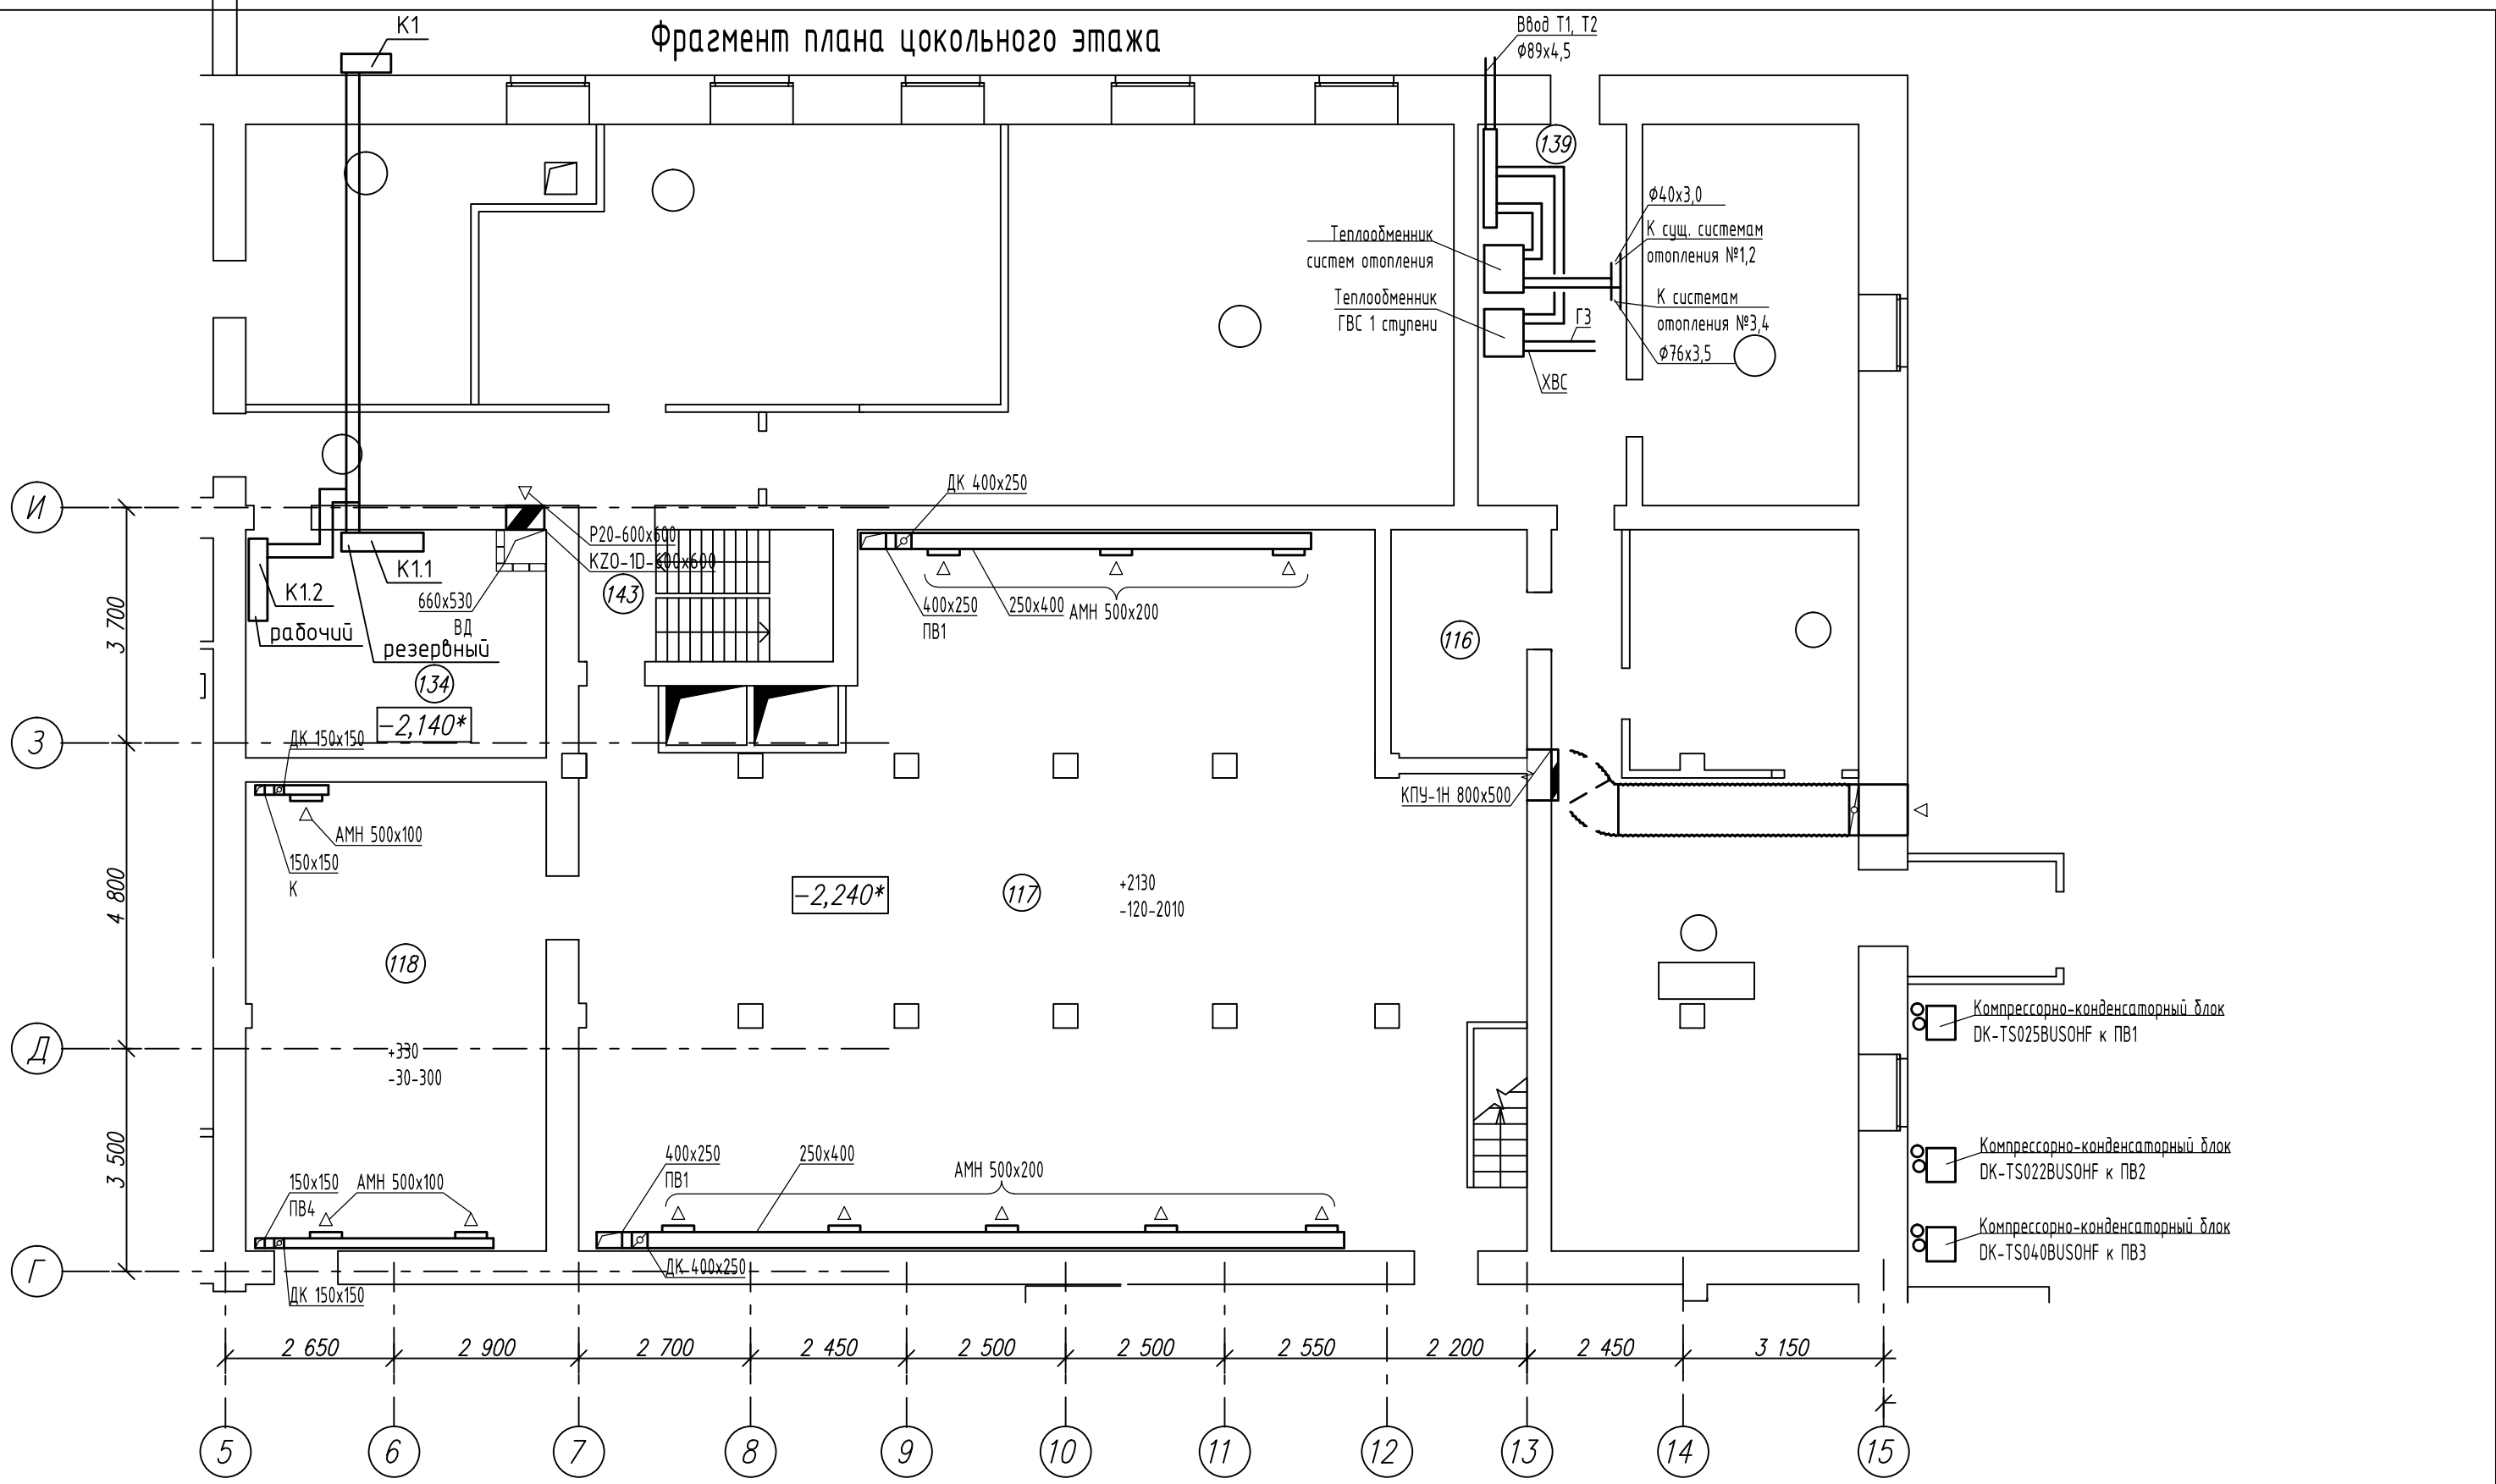 Фрагмент плана цокольного этажа
К1
Ввод Т1, Т2
ϕ89х4,5
139
ϕ40х3,0
К сущ. системам
отопления №1,2
Теплообменник
систем отопления
Теплообменник
ГВС 1 ступени
К системам
отопления №3,4
ϕ76х3,5
Г3
ХВС
И
ДК 400х250
Р20-600х600
KZO-1D-600х600
К1.1
К1.2
143
660х530
ВД
рабочий
резервный
134
-2,140*
400х250
ПВ1
250х400
АМН 500х200
116
3 700
З
ДК 150х150
АМН 500х100
150х150
К
КПУ-1Н 800х500
4 800
-2,240*
117
+2130
-120-2010
118
Д
+330
-30-300
Компрессорно-конденсаторный блок
DK-TS025BUSOHF к ПВ1
Компрессорно-конденсаторный блок
DK-TS022BUSOHF к ПВ2
Компрессорно-конденсаторный блок
DK-TS040BUSOHF к ПВ3
3 500
150х150
ПВ4
АМН 500х100
400х250
ПВ1
250х400
АМН 500х200
Г
ДК 150х150
ДК 400х250
2 650
2 900
2 700
2 450
2 500
2 500
2 550
2 200
2 450
3 150
5
6
7
8
9
10
11
12
13
14
15